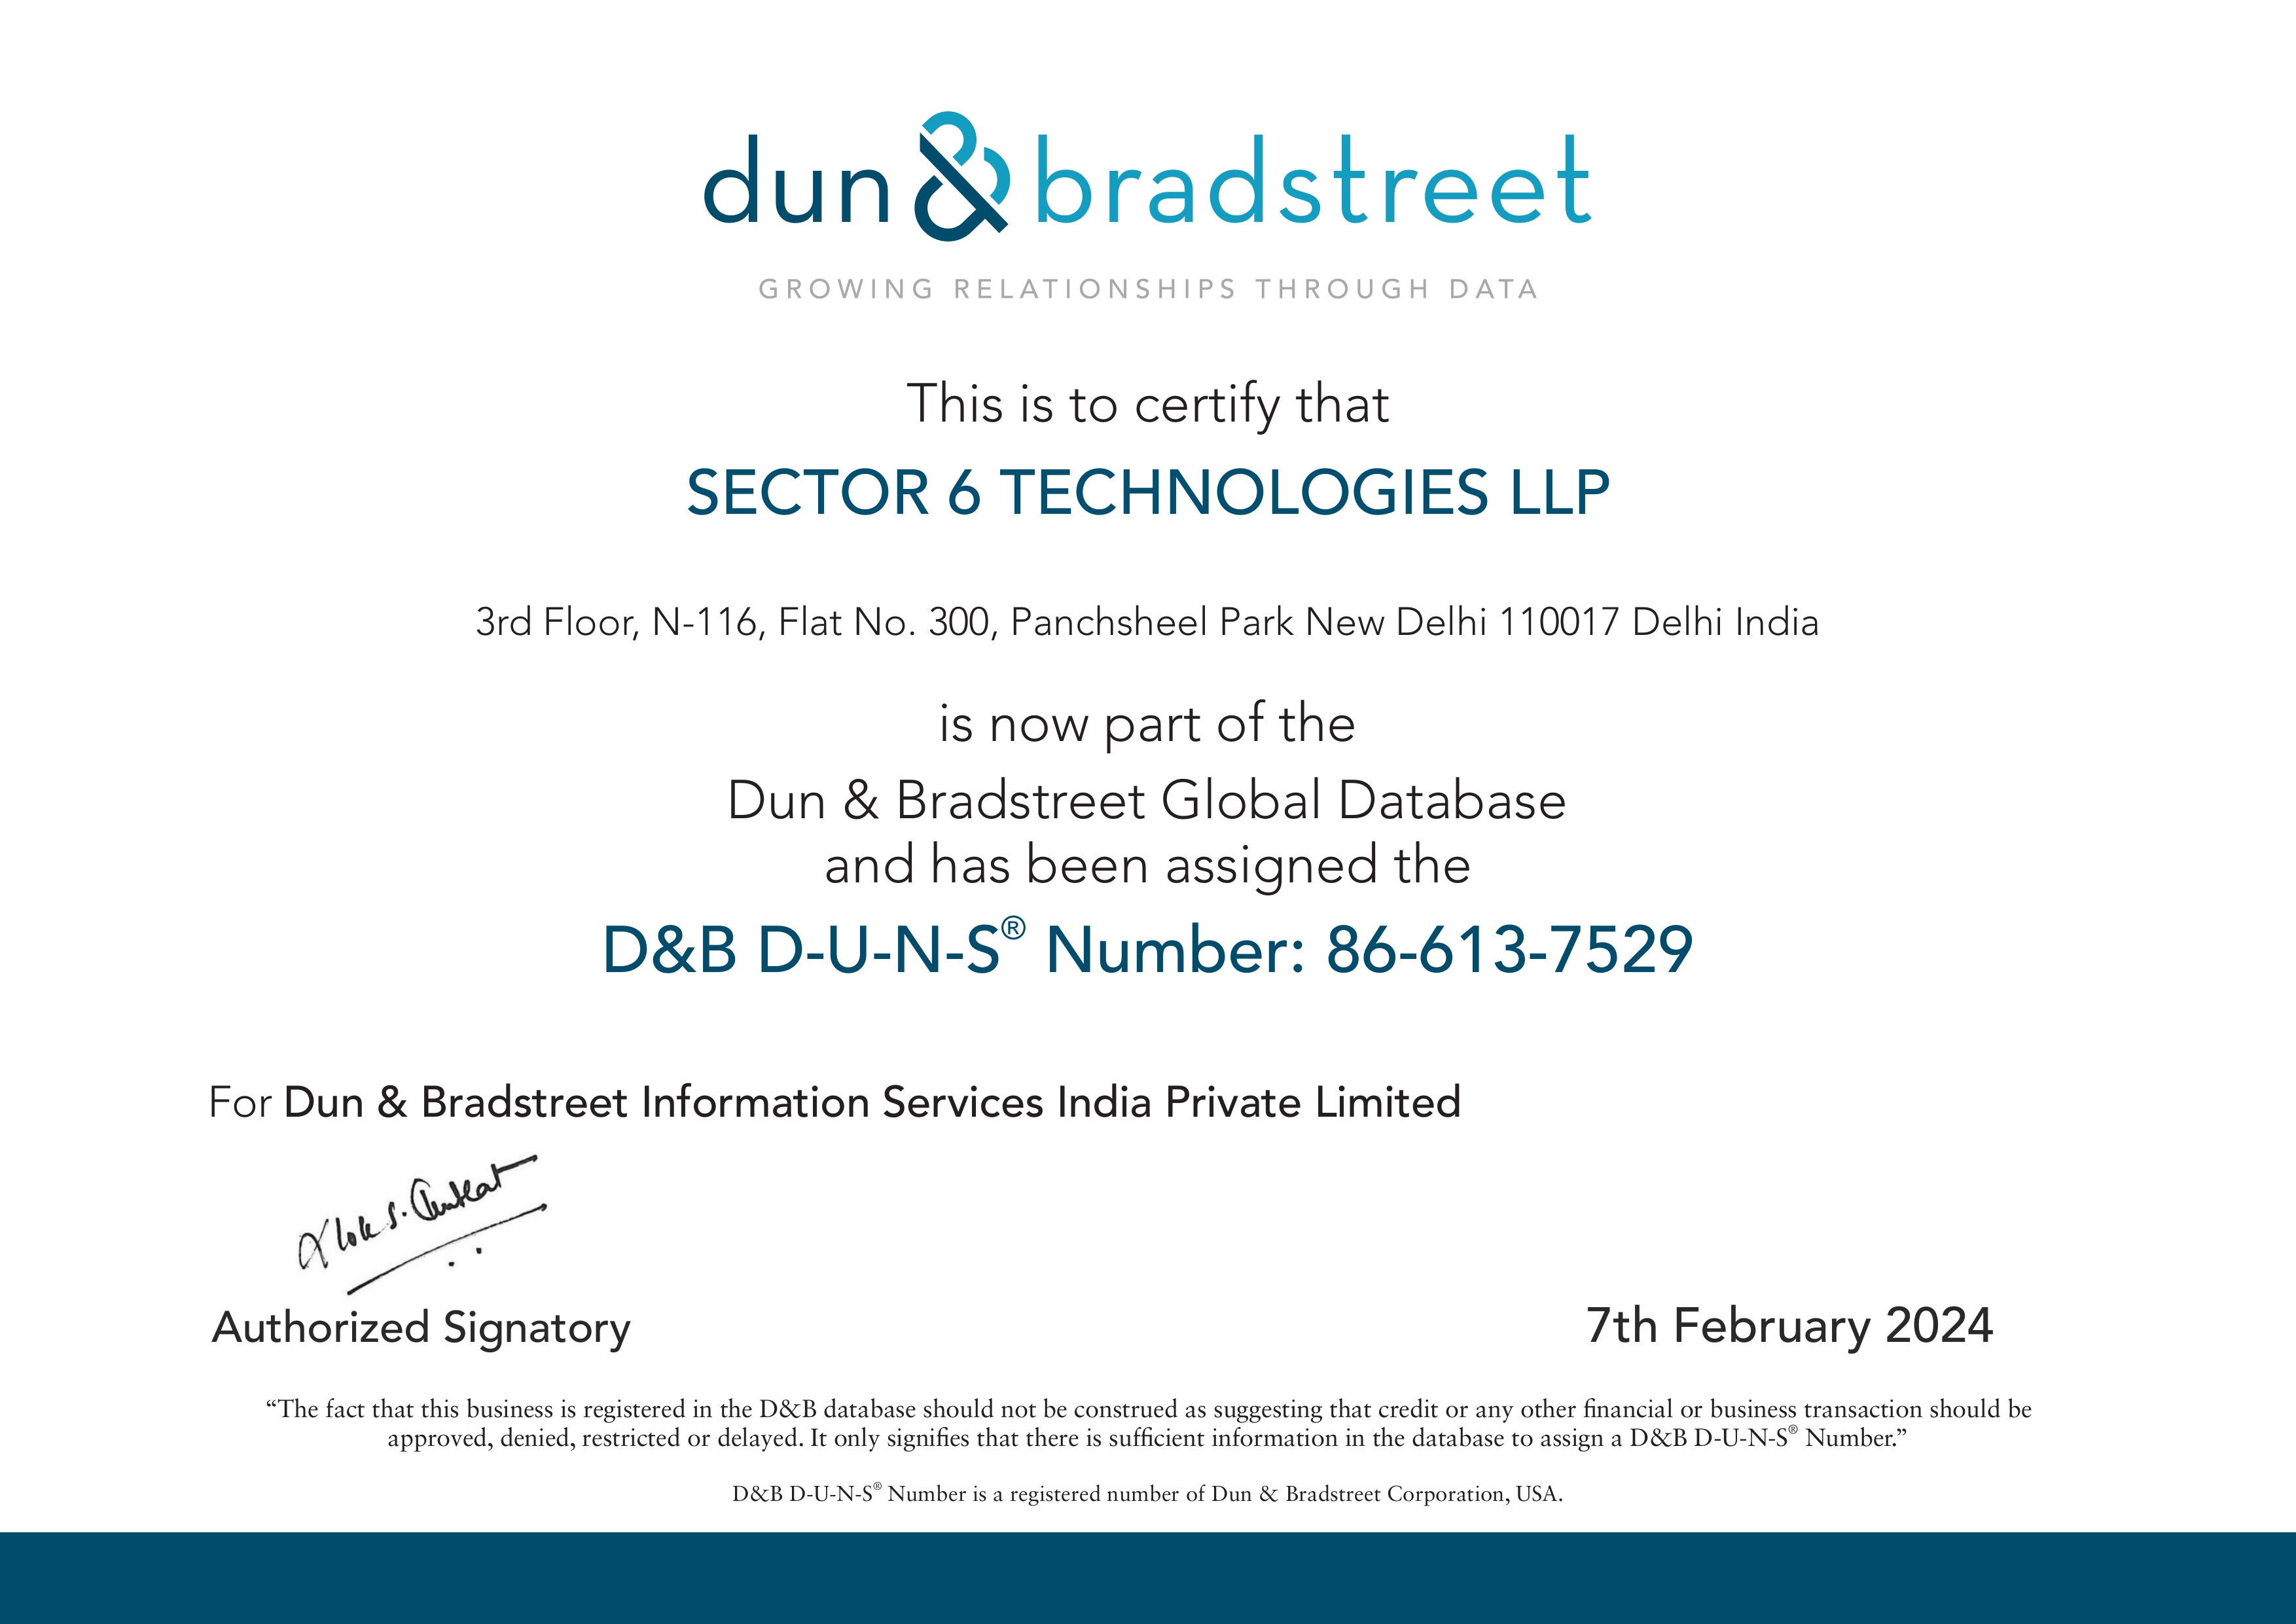 dun & bradstreet
GROWING RELATIONSHIPS THROUGH DATA
This is to certify that
SECTOR 6 TECHNOLOGIES LLP
3rd Floor, N-116, Flat No. 300, Panchsheel Park New Delhi 110017 Delhi India
is now part of the
Dun & Bradstreet Global Database
and has been assigned the
D&B D-U-N-S® Number: 86-613-7529
For Dun & Bradstreet Information Services India Private Limited
Authorized Signatory
7th February 2024
“The fact that this business is registered in the D&B database should not be construed as suggesting that credit or any other financial or business transaction should be
approved, denied, restricted or delayed. It only signifies that there is sufficient information in the database to assign a D&B D-U-N-S® Number.”
D&B D-U-N-S® Number is a registered number of Dun & Bradstreet Corporation, USA.